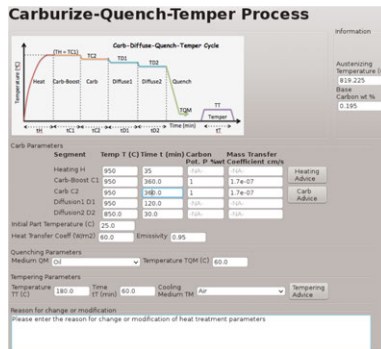 Carburize-Quench-Temper Process
Information
Carb-Diffuse-Quench-Temper Cycle
Temperature (°C)
(TH = TC1)
TC2
TD1
TD2
Heat
Carb-Boost
Carb
Diffuse1
Diffuse2
Quench
TQM
TT
Temper
Time (min)
tH
tC1
tC2
tD1
tD2
tT
Austenizing
Temperature (
819.225
Base
Carbon wt %
0.195
Carb Parameters
Segment Temp T (C) Time t (min) Carbon Pot. P %wt Mass Transfer Coefficient cm/s
Heating H 950 35 -NA- -NA- Heating Advice
Carb-Boost C1 950 360.0 1 1.7e-07
Carb C2 950 360.0 1 1.7e-07 Carb Advice
Diffusion1 D1 950 120.0 -NA- -NA-
Diffusion2 D2 850.0 30.0 -NA- -NA-
Initial Part Temperature (C) 25.0
Heat Transfer Coeff (W/m2) 60.0 Emissivity 0.95
Quenching Parameters
Medium QM Oil Temperature TQM (C) 60.0
Tempering Parameters
Temperature TT (C) 180.0 Time tT (min) 60.0 Cooling Medium TM Air Tempering Advice
Reason for change or modification
Please enter the reason for change or modification of heat treatment parameters